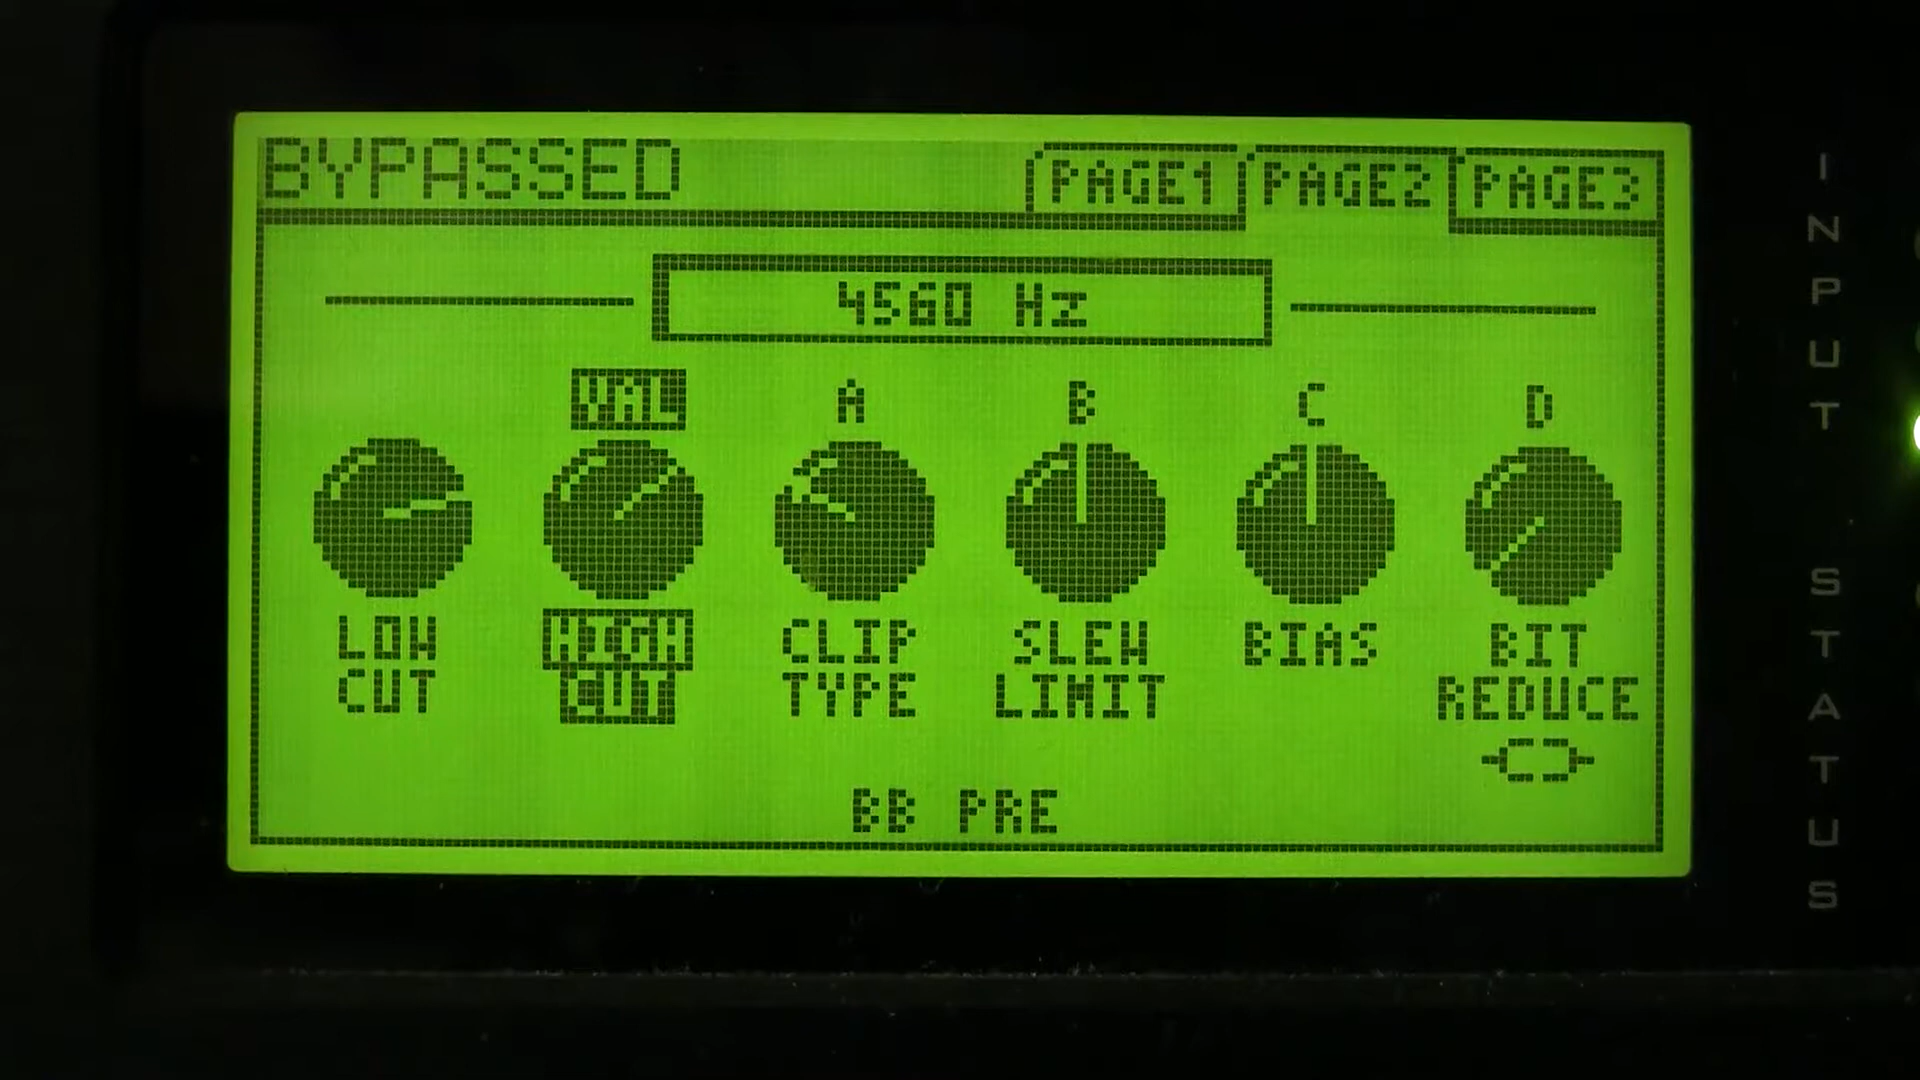 BYPASSED
PAGE1 PAGE2 PAGE3
4560 Hz
VAL A B C D
LOW CUT
HIGH CUT
CLIP TYPE
SLEW LIMIT
BIAS
BIT REDUCE
BB PRE
INPUT STATUS